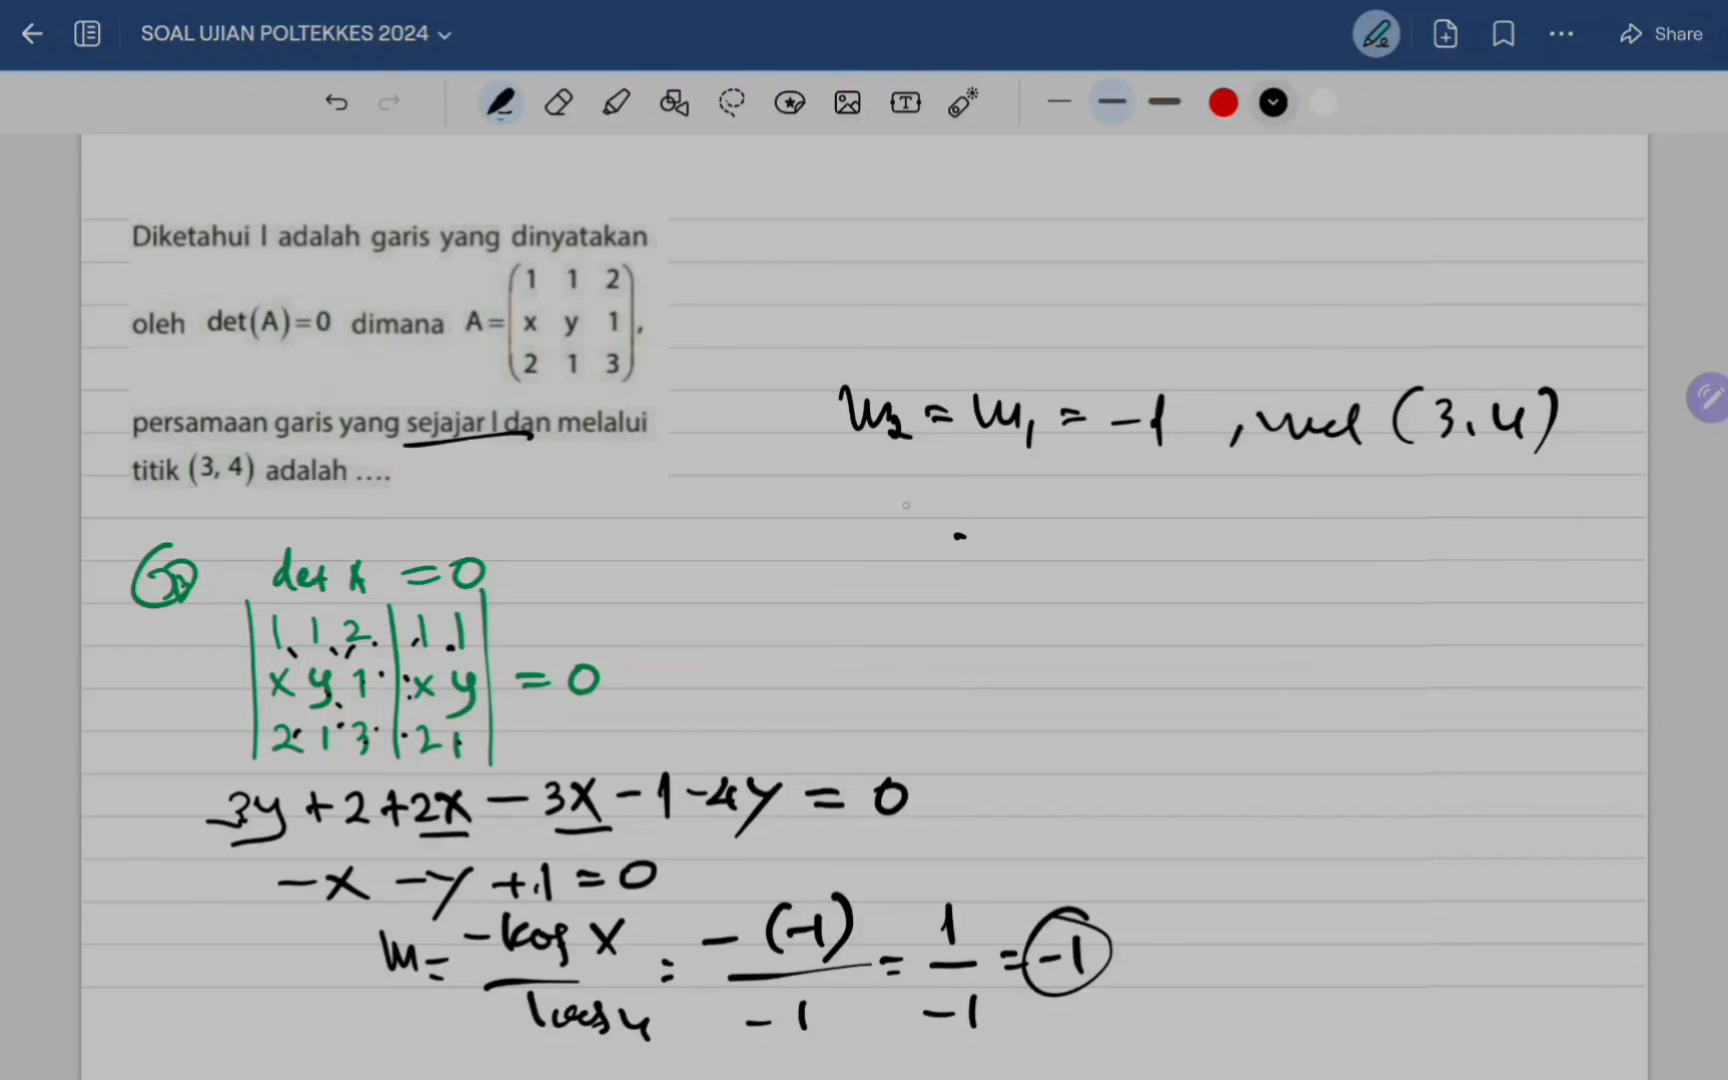 SOAL UJIAN POLTEKKES 2024
Share
Diketahui l adalah garis yang dinyatakan
oleh det(A)=0 dimana A=(1 1 2
x y 1
2 1 3),
persamaan garis yang sejajar l dan melalui
titik (3, 4) adalah ....
m₂ = m₁ = -1 , mel (3,4)
det A = 0
1 1 2 | 1 1
x y 1 | x y = 0
2 1 3 | 2 1
3y + 2 + 2x - 3x - 1 - 4y = 0
-x - y + 1 = 0
m = -koef x / koef y = -(-1) / -1 = 1 / -1 = -1